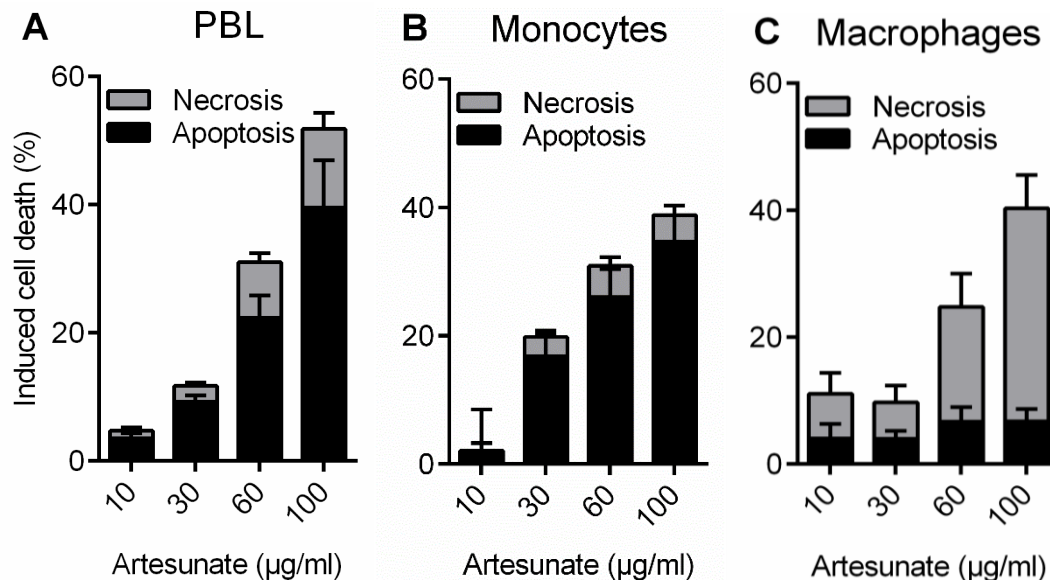 A PBL
60
40
20
0
Induced cell death (%)
Necrosis
Apoptosis
10 30 60 100
Artesunate (µg/ml)
B Monocytes
60
40
20
0
Necrosis
Apoptosis
10 30 60 100
Artesunate (µg/ml)
C Macrophages
60
40
20
0
Necrosis
Apoptosis
10 30 60 100
Artesunate (µg/ml)